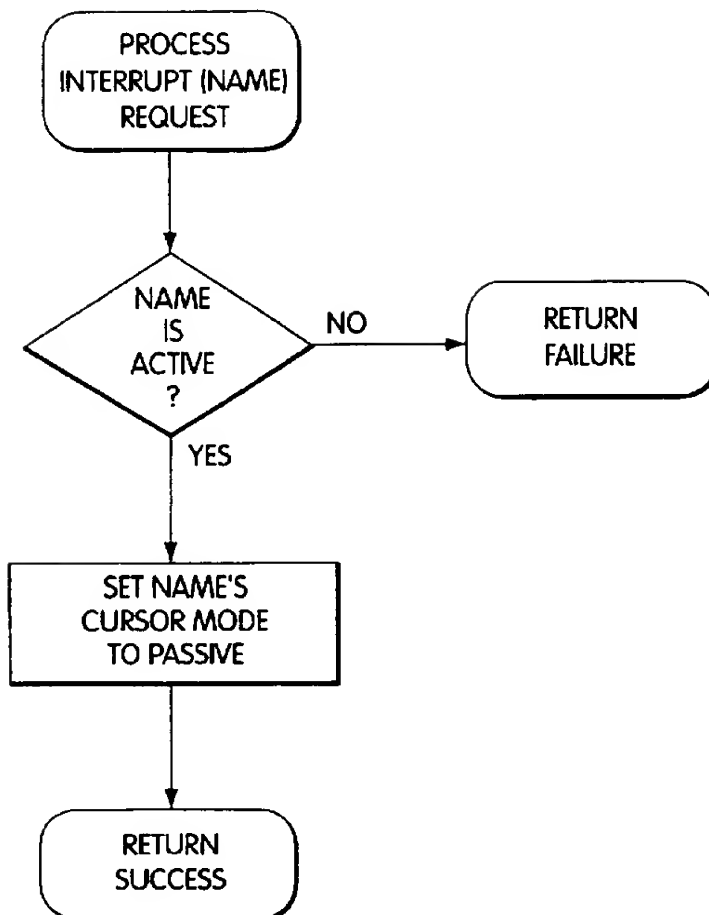 PROCESS
INTERRUPT (NAME)
REQUEST
NAME
IS
ACTIVE
?
NO
RETURN
FAILURE
YES
SET NAME'S
CURSOR MODE
TO PASSIVE
RETURN
SUCCESS